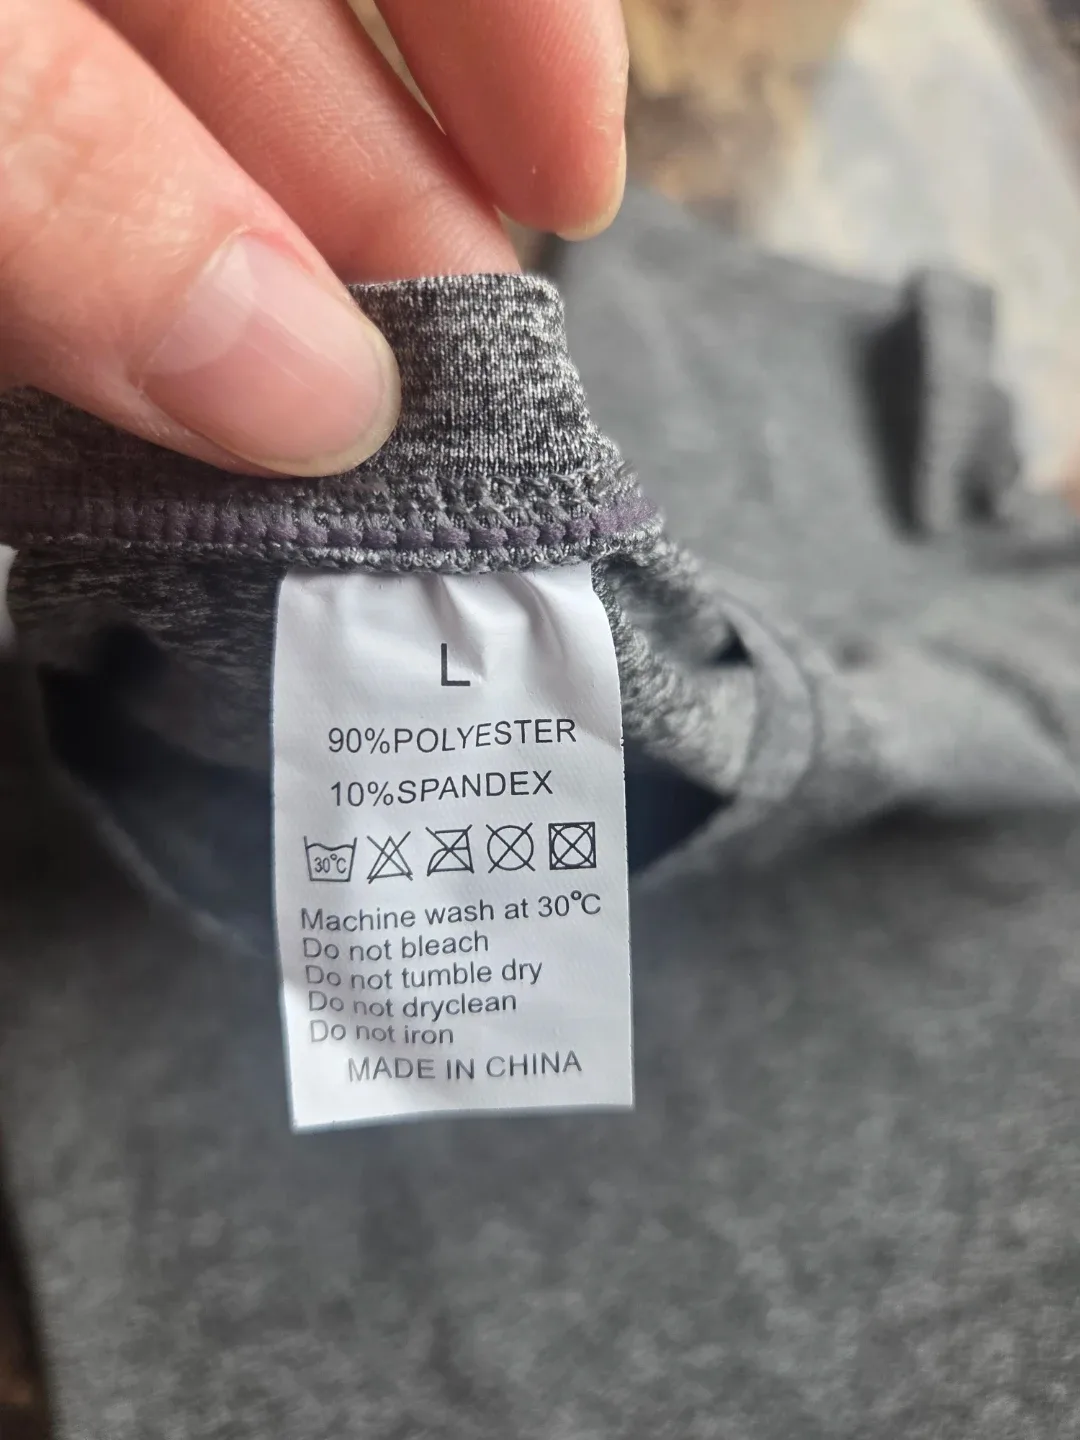 L
90%POLYESTER
10%SPANDEX
30°C
Machine wash at 30°C
Do not bleach
Do not tumble dry
Do not dryclean
Do not iron
MADE IN CHINA